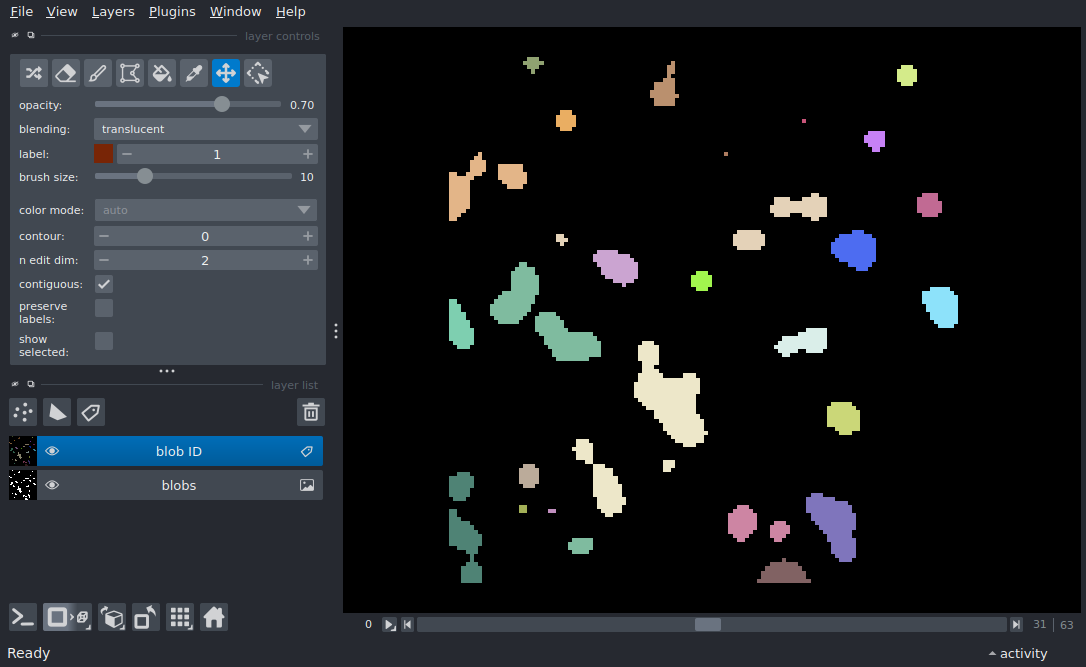 File View Layers Plugins Window Help
layer controls
opacity: 0.70
blending: translucent
label: 1
brush size: 10
color mode: auto
contour: 0
n edit dim: 2
contiguous:
preserve
labels:
show
selected:
layer list
blob ID
blobs
0 31 63
Ready activity